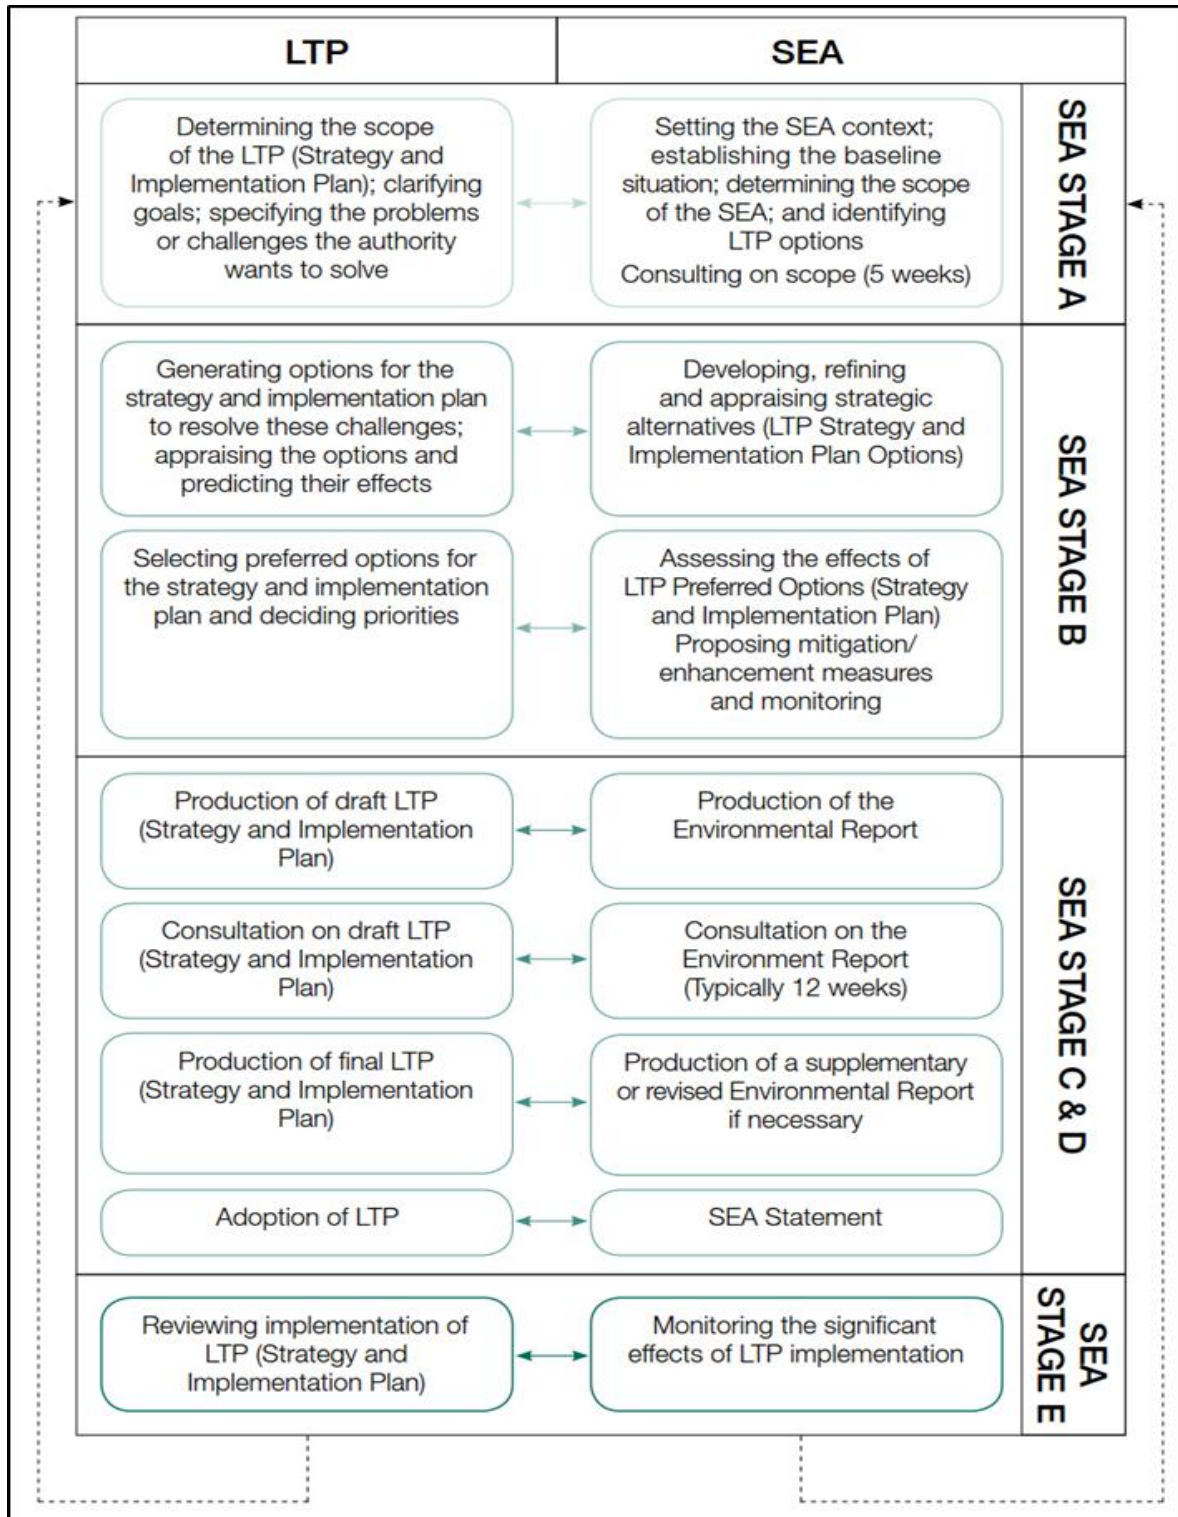 LTP
SEA
Determining the scope
of the LTP (Strategy and
Implementation Plan); clarifying
goals; specifying the problems
or challenges the authority
wants to solve
Setting the SEA context;
establishing the baseline
situation; determining the scope
of the SEA; and identifying
LTP options
Consulting on scope (5 weeks)
SEA STAGE A
Generating options for the
strategy and implementation plan
to resolve these challenges;
appraising the options and
predicting their effects
Developing, refining
and appraising strategic
alternatives (LTP Strategy and
Implementation Plan Options)
Selecting preferred options for
the strategy and implementation
plan and deciding priorities
Assessing the effects of
LTP Preferred Options (Strategy
and Implementation Plan)
Proposing mitigation/
enhancement measures
and monitoring
SEA STAGE B
Production of draft LTP
(Strategy and Implementation
Plan)
Production of the
Environmental Report
Consultation on draft LTP
(Strategy and Implementation
Plan)
Consultation on the
Environment Report
(Typically 12 weeks)
Production of final LTP
(Strategy and Implementation
Plan)
Production of a supplementary
or revised Environmental Report
if necessary
Adoption of LTP
SEA Statement
SEA STAGE C & D
Reviewing implementation of
LTP (Strategy and
Implementation Plan)
Monitoring the significant
effects of LTP implementation
SEA
STAGE E